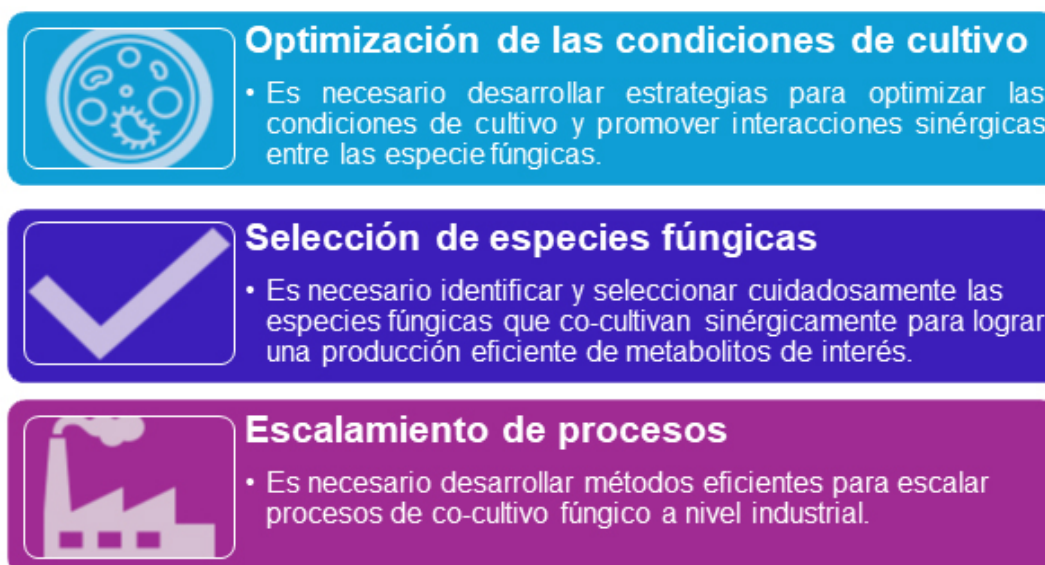 Optimización de las condiciones de cultivo
• Es necesario desarrollar estrategias para optimizar las
condiciones de cultivo y promover interacciones sinérgicas
entre las especie fúngicas.
Selección de especies fúngicas
• Es necesario identificar y seleccionar cuidadosamente las
especies fúngicas que co-cultivan sinérgicamente para lograr
una producción eficiente de metabolitos de interés.
Escalamiento de procesos
• Es necesario desarrollar métodos eficientes para escalar
procesos de co-cultivo fúngico a nivel industrial.